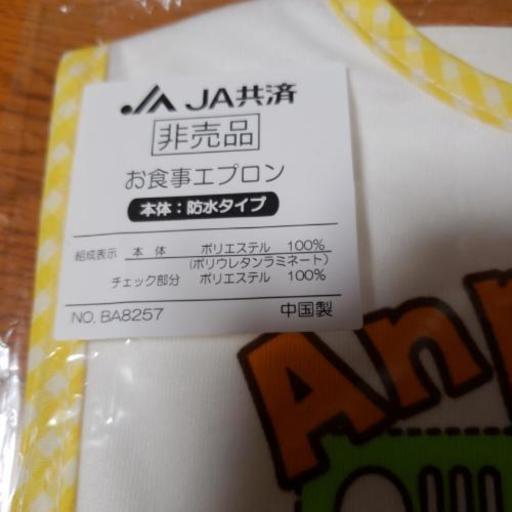 JA JA共済
非売品
お食事エプロン
本体：防水タイプ
組成表示 本体 ポリエステル 100%
(ポリウレタンラミネート)
チェック部分 ポリエステル 100%
NO. BA8257 中国製